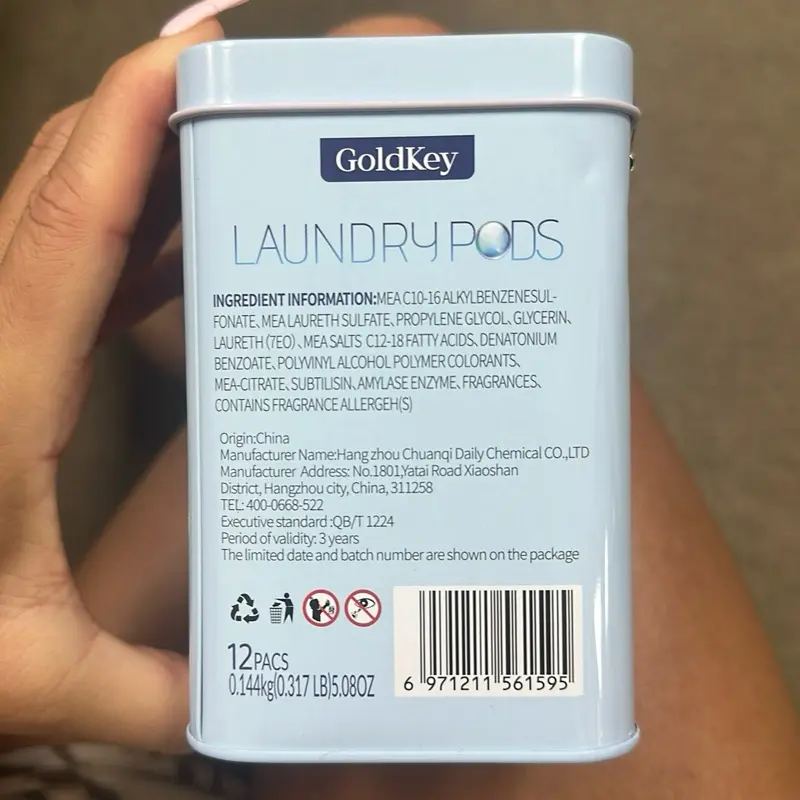 GoldKey
LAUNDRY PODS
INGREDIENT INFORMATION:MEA C10-16 ALKYLBENZENESUL-
FONATE、MEA LAURETH SULFATE、PROPYLENE GLYCOL、GLYCERIN、
LAURETH (7EO)、MEA SALTS C12-18 FATTY ACIDS、DENATONIUM
BENZOATE、POLYVINYL ALCOHOL POLYMER COLORANTS、
MEA-CITRATE、SUBTILISIN、AMYLASE ENZYME、FRAGRANCES、
CONTAINS FRAGRANCE ALLERGEH(S)
Origin:China
Manufacturer Name:Hang zhou Chuanqi Daily Chemical CO.,LTD
Manufacturer Address: No.1801,Yatai Road Xiaoshan
District, Hangzhou city, China, 311258
TEL: 400-0668-522
Executive standard :QB/T 1224
Period of validity: 3 years
The limited date and batch number are shown on the package
12PACS
0.144kg(0.317 LB)5.08OZ
6 971211 561595